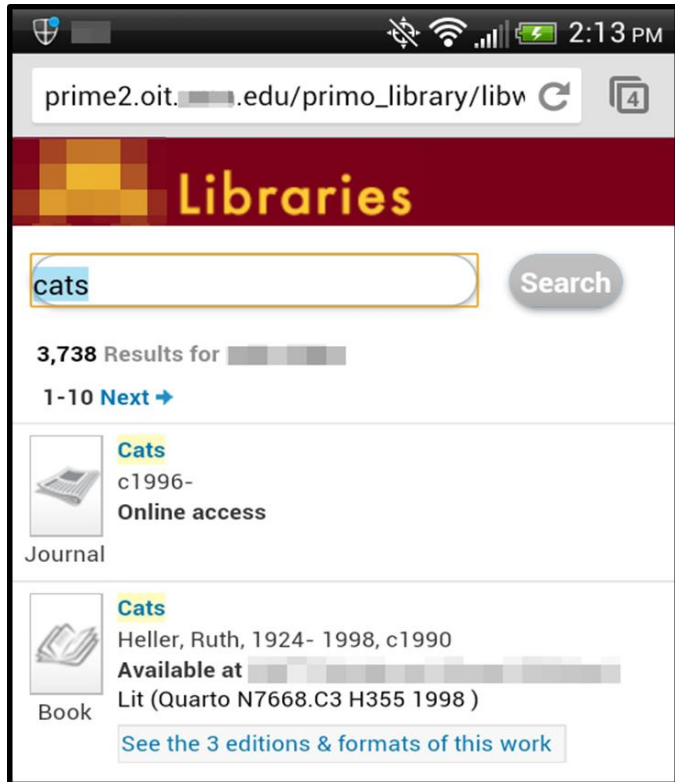 2:13 PM
prime2.oit. .edu/primo_library/libw
4
Libraries
cats
Search
3,738 Results for
1-10 Next
Cats
c1996-
Online access
Journal
Cats
Heller, Ruth, 1924- 1998, c1990
Available at
Lit (Quarto N7668.C3 H355 1998 )
Book
See the 3 editions & formats of this work